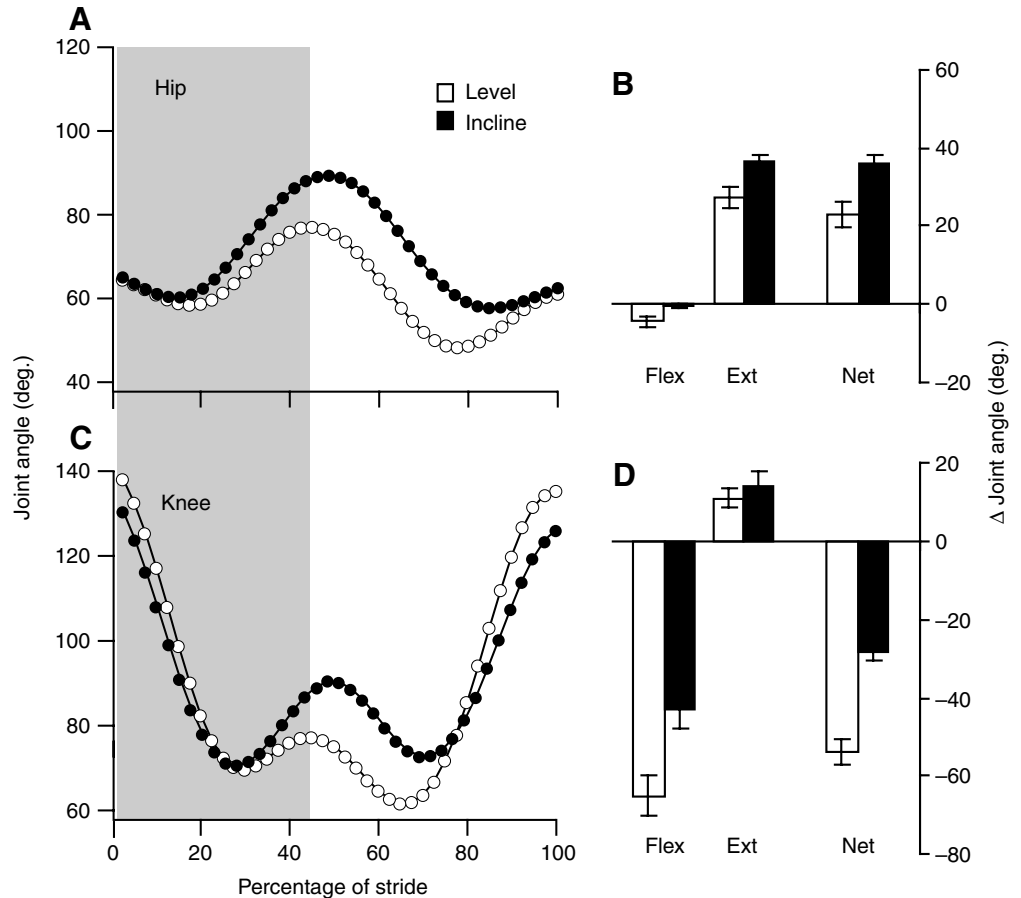 A
120
100
80
60
40
Hip
Level
Incline
B
60
40
20
0
–20
Flex
Ext
Net
Joint angle (deg.)
Δ Joint angle (deg.)
C
140
120
100
80
60
Knee
0
20
40
60
80
100
Percentage of stride
D
20
0
–20
–40
–60
–80
Flex
Ext
Net